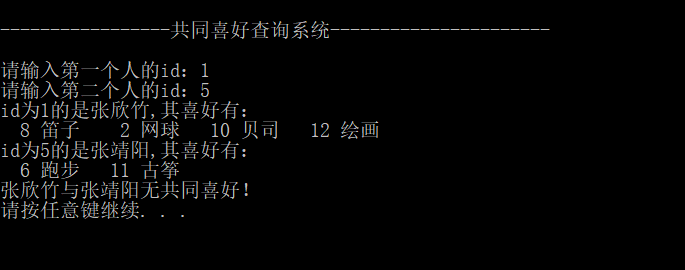 -----------------共同喜好查询系统----------------------
请输入第一个人的id: 1
请输入第二个人的id: 5
id为1的是张欣竹,其喜好有:
8 笛子 2 网球 10 贝司 12 绘画
id为5的是张靖阳,其喜好有:
6 跑步 11 古筝
张欣竹与张靖阳无共同喜好!
请按任意键继续. . .